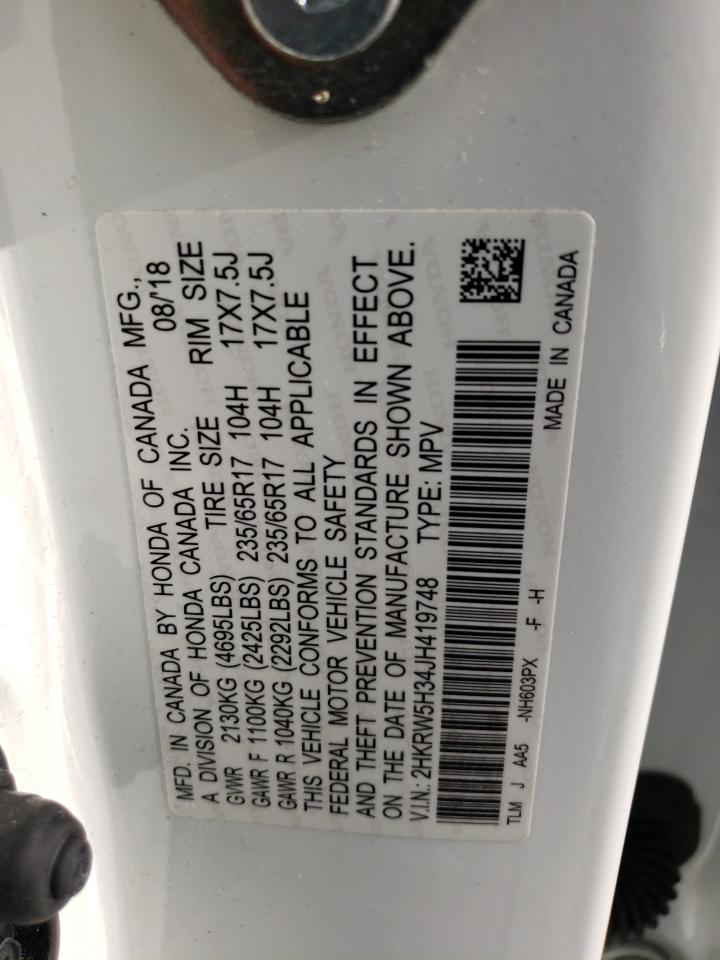 MFD. IN CANADA BY HONDA OF CANADA MFG.,
A DIVISION OF HONDA CANADA INC. 08/'18
GVWR 2130KG (4695LBS) TIRE SIZE RIM SIZE
GAWR F 1100KG (2425LBS) 235/65R17 104H 17X7.5J
GAWR R 1040KG (2292LBS) 235/65R17 104H 17X7.5J
THIS VEHICLE CONFORMS TO ALL APPLICABLE
FEDERAL MOTOR VEHICLE SAFETY
AND THEFT PREVENTION STANDARDS IN EFFECT
ON THE DATE OF MANUFACTURE SHOWN ABOVE.
V.I.N.: 2HKRW5H34JH419748 TYPE: MPV
TLM J AA5 -NH603PX -F -H
MADE IN CANADA